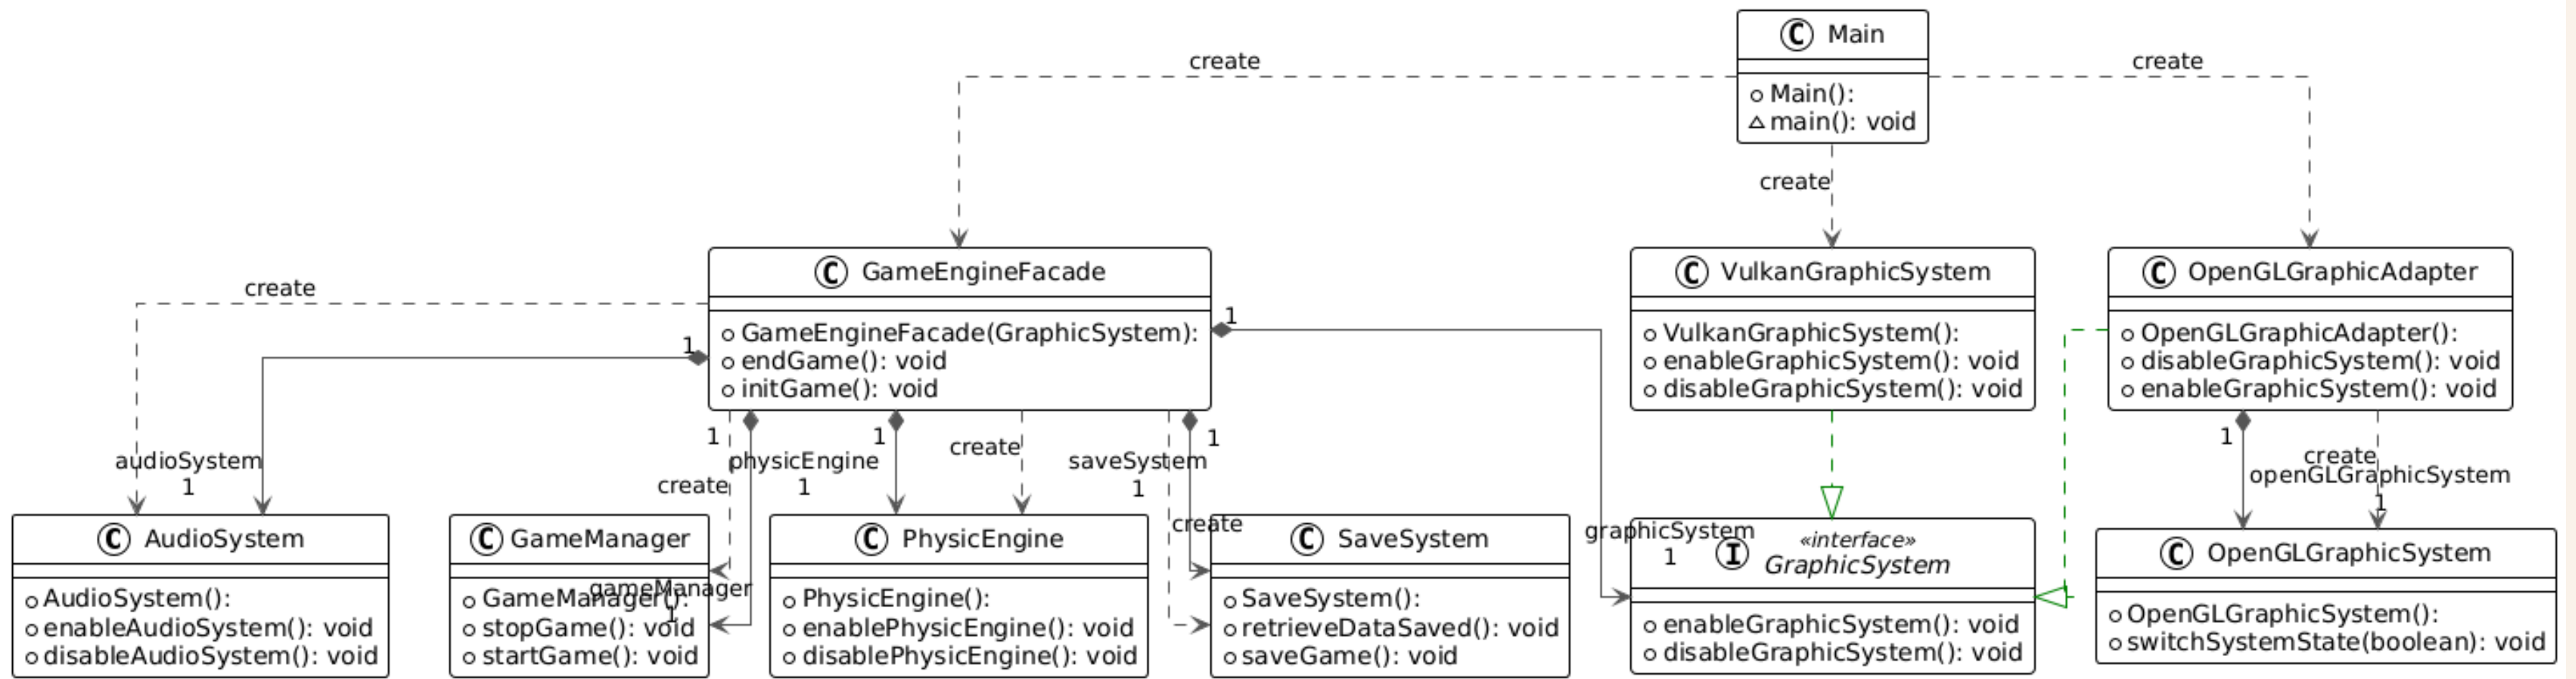 C Main
Main():
main(): void
create
create
create
C GameEngineFacade
GameEngineFacade(GraphicSystem):
endGame(): void
initGame(): void
C VulkanGraphicSystem
VulkanGraphicSystem():
enableGraphicSystem(): void
disableGraphicSystem(): void
C OpenGLGraphicAdapter
OpenGLGraphicAdapter():
disableGraphicSystem(): void
enableGraphicSystem(): void
create
1
1
1
1
1
1
audioSystem
1
create
physicEngine
1
create
saveSystem
1
create
gameManager
1
graphicSystem
1
create
openGLGraphicSystem
1
C AudioSystem
AudioSystem():
enableAudioSystem(): void
disableAudioSystem(): void
C GameManager
GameManager():
stopGame(): void
startGame(): void
C PhysicEngine
PhysicEngine():
enablePhysicEngine(): void
disablePhysicEngine(): void
C SaveSystem
SaveSystem():
retrieveDataSaved(): void
saveGame(): void
I «interface»
GraphicSystem
enableGraphicSystem(): void
disableGraphicSystem(): void
C OpenGLGraphicSystem
OpenGLGraphicSystem():
switchSystemState(boolean): void